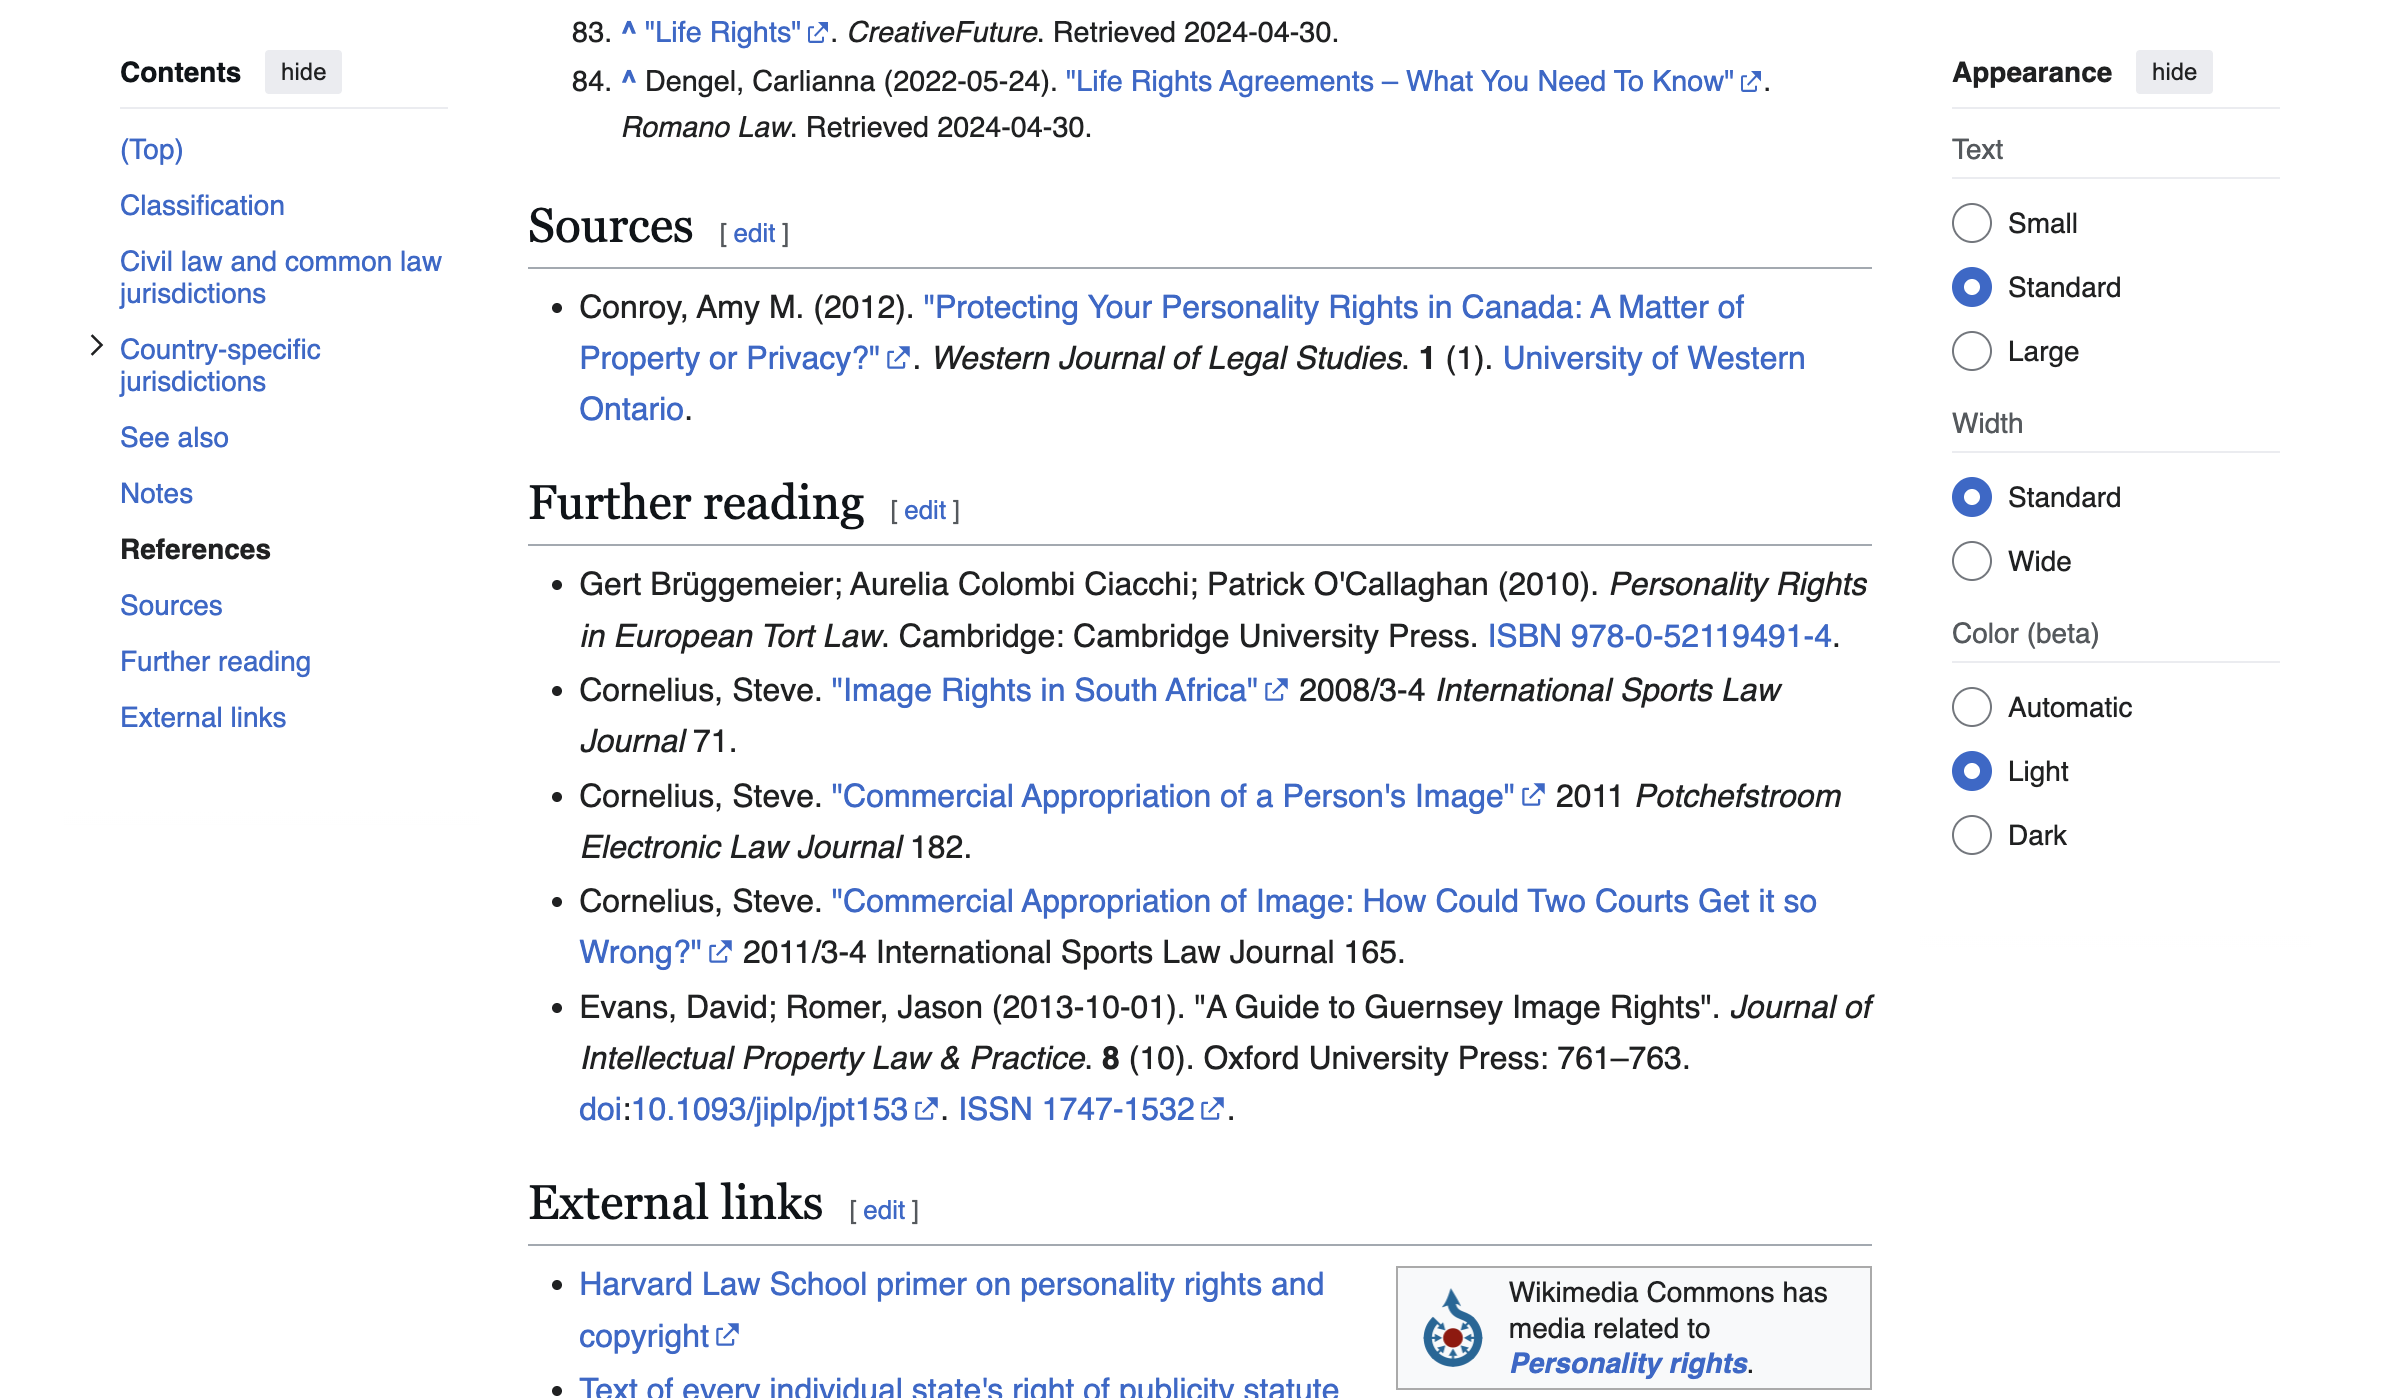 Contents hide
(Top)
Classification
Civil law and common law
jurisdictions
Country-specific
jurisdictions
See also
Notes
References
Sources
Further reading
External links
83. ^ "Life Rights". CreativeFuture. Retrieved 2024-04-30.
84. ^ Dengel, Carlianna (2022-05-24). "Life Rights Agreements – What You Need To Know".
Romano Law. Retrieved 2024-04-30.
Sources [ edit ]
• Conroy, Amy M. (2012). "Protecting Your Personality Rights in Canada: A Matter of
Property or Privacy?". Western Journal of Legal Studies. 1 (1). University of Western
Ontario.
Further reading [ edit ]
• Gert Brüggemeier; Aurelia Colombi Ciacchi; Patrick O'Callaghan (2010). Personality Rights
in European Tort Law. Cambridge: Cambridge University Press. ISBN 978-0-52119491-4.
• Cornelius, Steve. "Image Rights in South Africa" 2008/3-4 International Sports Law
Journal 71.
• Cornelius, Steve. "Commercial Appropriation of a Person's Image" 2011 Potchefstroom
Electronic Law Journal 182.
• Cornelius, Steve. "Commercial Appropriation of Image: How Could Two Courts Get it so
Wrong?" 2011/3-4 International Sports Law Journal 165.
• Evans, David; Romer, Jason (2013-10-01). "A Guide to Guernsey Image Rights". Journal of
Intellectual Property Law & Practice. 8 (10). Oxford University Press: 761–763.
doi:10.1093/jiplp/jpt153. ISSN 1747-1532.
External links [ edit ]
• Harvard Law School primer on personality rights and
copyright
• Text of every individual state's right of publicity statute
Wikimedia Commons has
media related to
Personality rights.
Appearance hide
Text
Small
Standard
Large
Width
Standard
Wide
Color (beta)
Automatic
Light
Dark